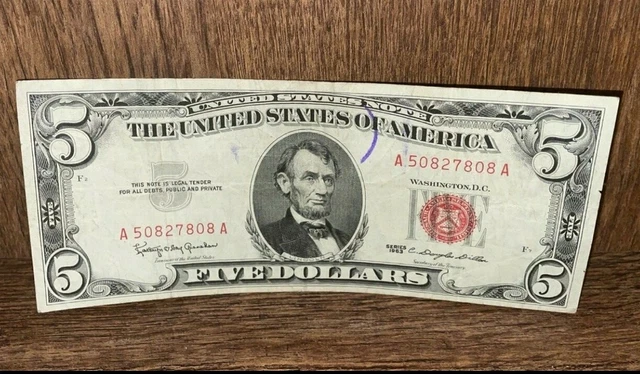 5 UNITED STATES NOTE 5
THE UNITED STATES OF AMERICA
A 50827808 A
F
5
THIS NOTE IS LEGAL TENDER
FOR ALL DEBTS, PUBLIC AND PRIVATE
WASHINGTON, D.C.
FIVE
A 50827808 A
SERIES
1963
F
5 FIVE DOLLARS 5